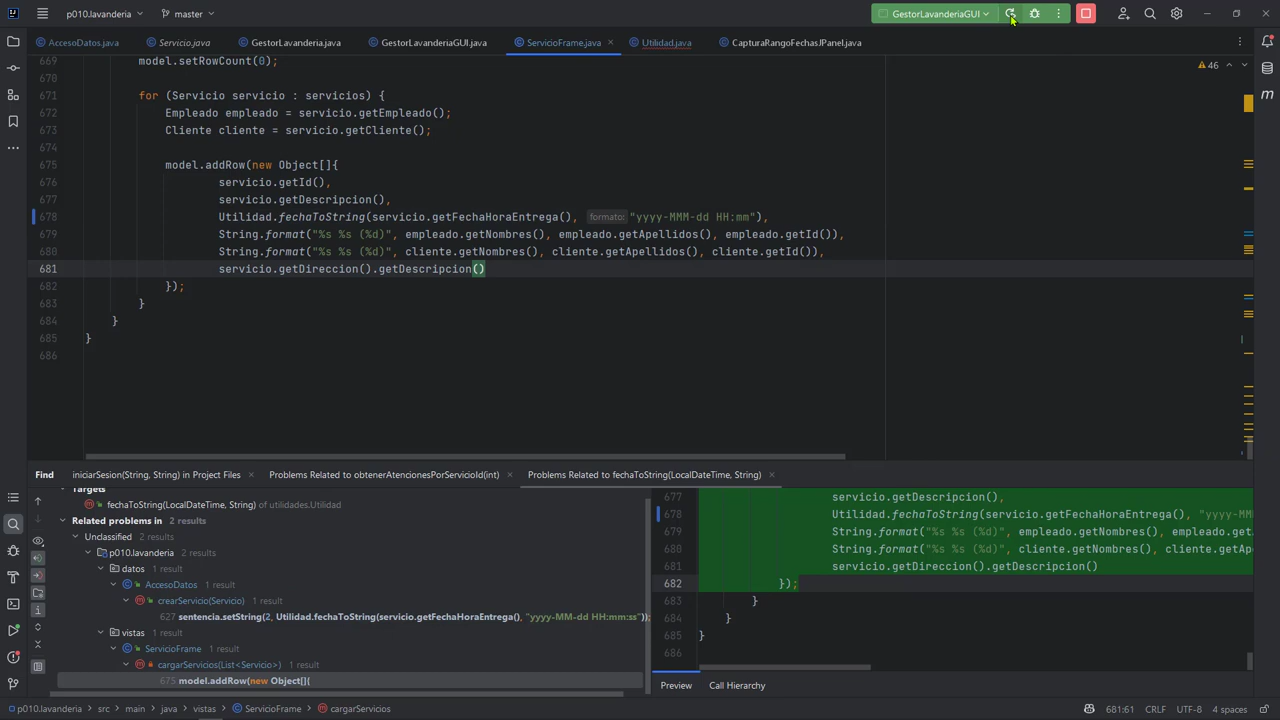 p010.lavanderia
master
GestorLavanderiaGUI
AccesoDatos.java
Servicio.java
GestorLavanderia.java
GestorLavanderiaGUI.java
ServicioFrame.java
Utilidad.java
CapturaRangoFechasJPanel.java
46
669 model.setRowCount(0);
670
671 for (Servicio servicio : servicios) {
672 Empleado empleado = servicio.getEmpleado();
673 Cliente cliente = servicio.getCliente();
674
675 model.addRow(new Object[]{
676 servicio.getId(),
677 servicio.getDescripcion(),
678 Utilidad.fechaToString(servicio.getFechaHoraEntrega(), formato: "yyyy-MMM-dd HH:mm"),
679 String.format("%s %s (%d)", empleado.getNombres(), empleado.getApellidos(), empleado.getId()),
680 String.format("%s %s (%d)", cliente.getNombres(), cliente.getApellidos(), cliente.getId()),
681 servicio.getDireccion().getDescripcion()
682 });
683 }
684 }
685 }
686
Find
iniciarSesion(String, String) in Project Files
Problems Related to obtenerAtencionesPorServicioId(int)
Problems Related to fechaToString(LocalDateTime, String)
Targets
fechaToString(LocalDateTime, String) of utilidades.Utilidad
Related problems in 2 results
Unclassified 2 results
p010.lavanderia 2 results
datos 1 result
AccesoDatos 1 result
crearServicio(Servicio) 1 result
627 sentencia.setString(2, Utilidad.fechaToString(servicio.getFechaHoraEntrega(), "yyyy-MM-dd HH:mm:ss"));
vistas 1 result
ServicioFrame 1 result
cargarServicios(List<Servicio>) 1 result
675 model.addRow(new Object[]{
677 servicio.getDescripcion(),
678 Utilidad.fechaToString(servicio.getFechaHoraEntrega(), "yyyy-MM
679 String.format("%s %s (%d)", empleado.getNombres(), empleado.get
680 String.format("%s %s (%d)", cliente.getNombres(), cliente.getAp
681 servicio.getDireccion().getDescripcion()
682 });
683 }
684 }
685 }
686
Preview
Call Hierarchy
p010.lavanderia > src > main > java > vistas > ServicioFrame > cargarServicios
681:61 CRLF UTF-8 4 spaces